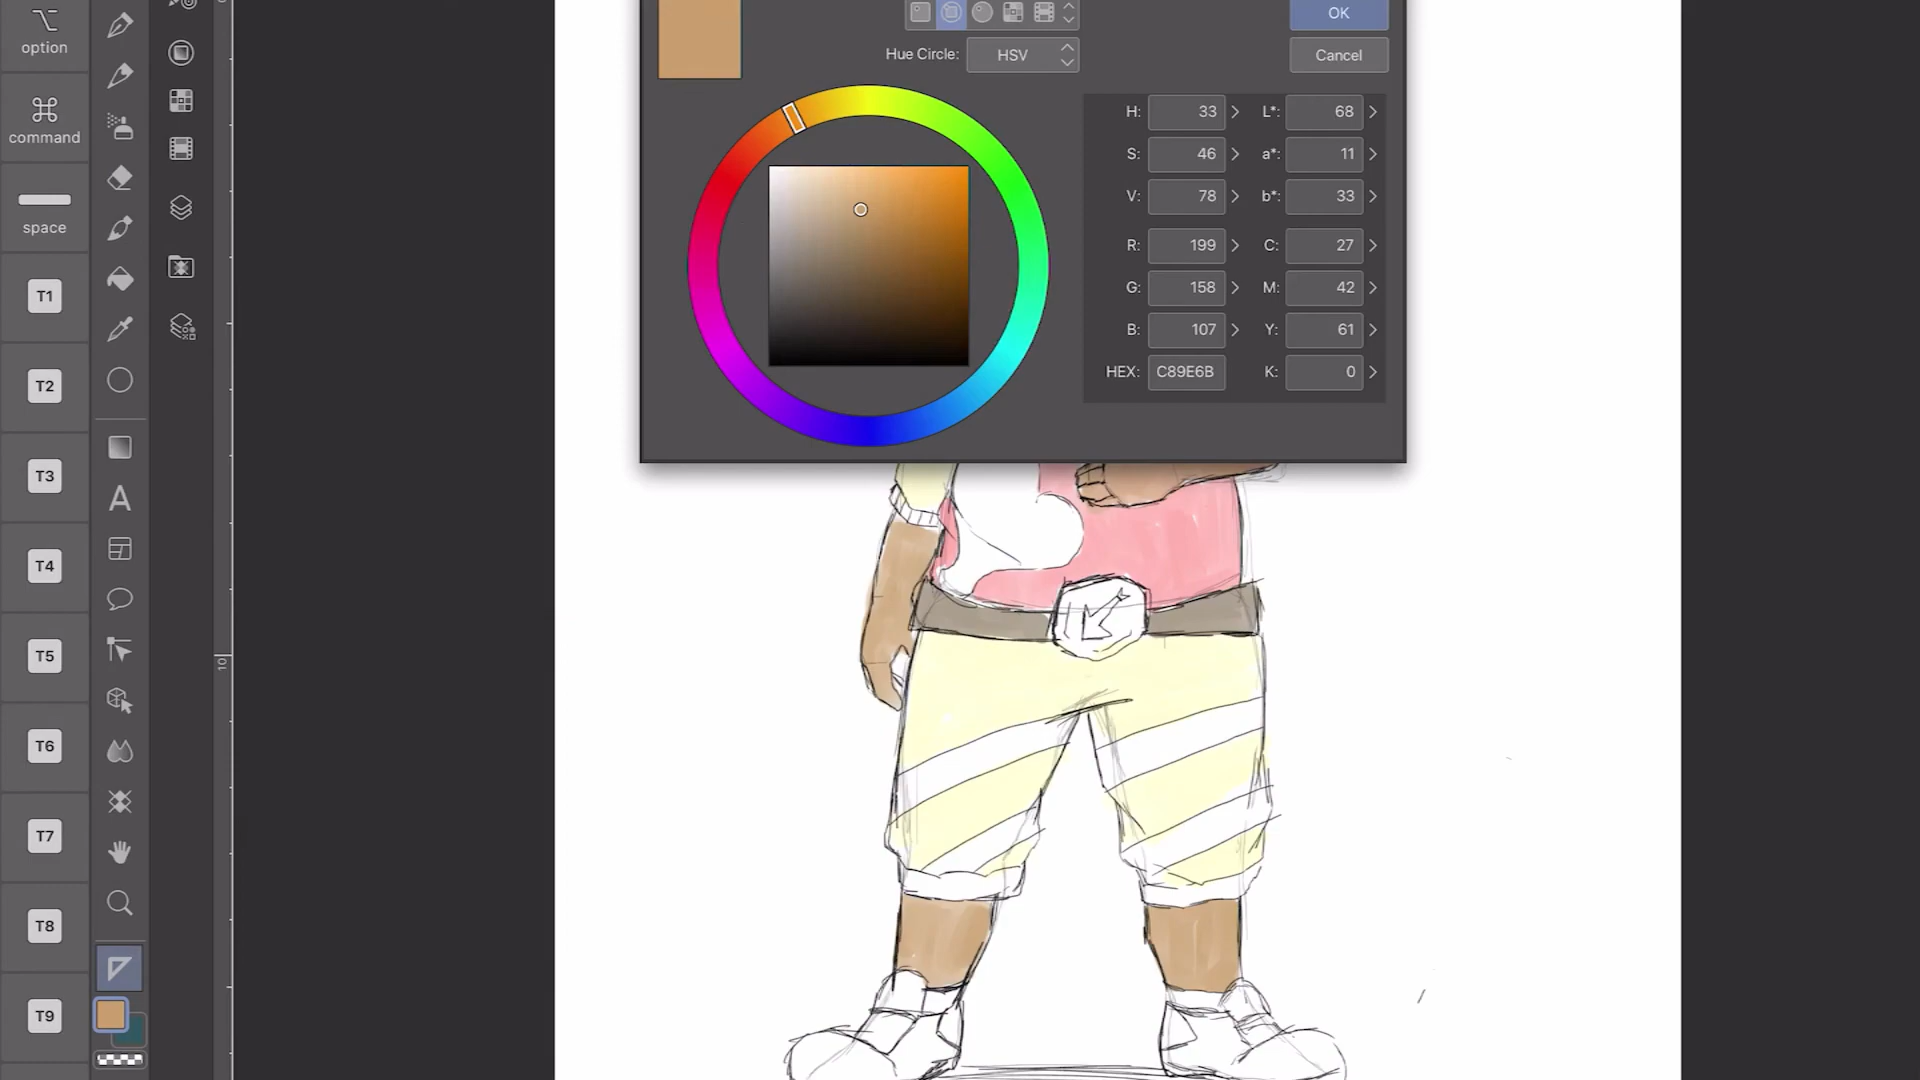 option
command
space
T1
T2
T3
T4
T5
T6
T7
T8
T9
A
10
OK
Hue Circle: HSV
Cancel
H: 33 L*: 68
S: 46 a*: 11
V: 78 b*: 33
R: 199 C: 27
G: 158 M: 42
B: 107 Y: 61
HEX: C89E6B K: 0
K